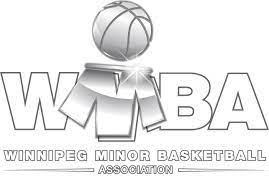 WMBA
WINNIPEG MINOR BASKETBALL
ASSOCIATION